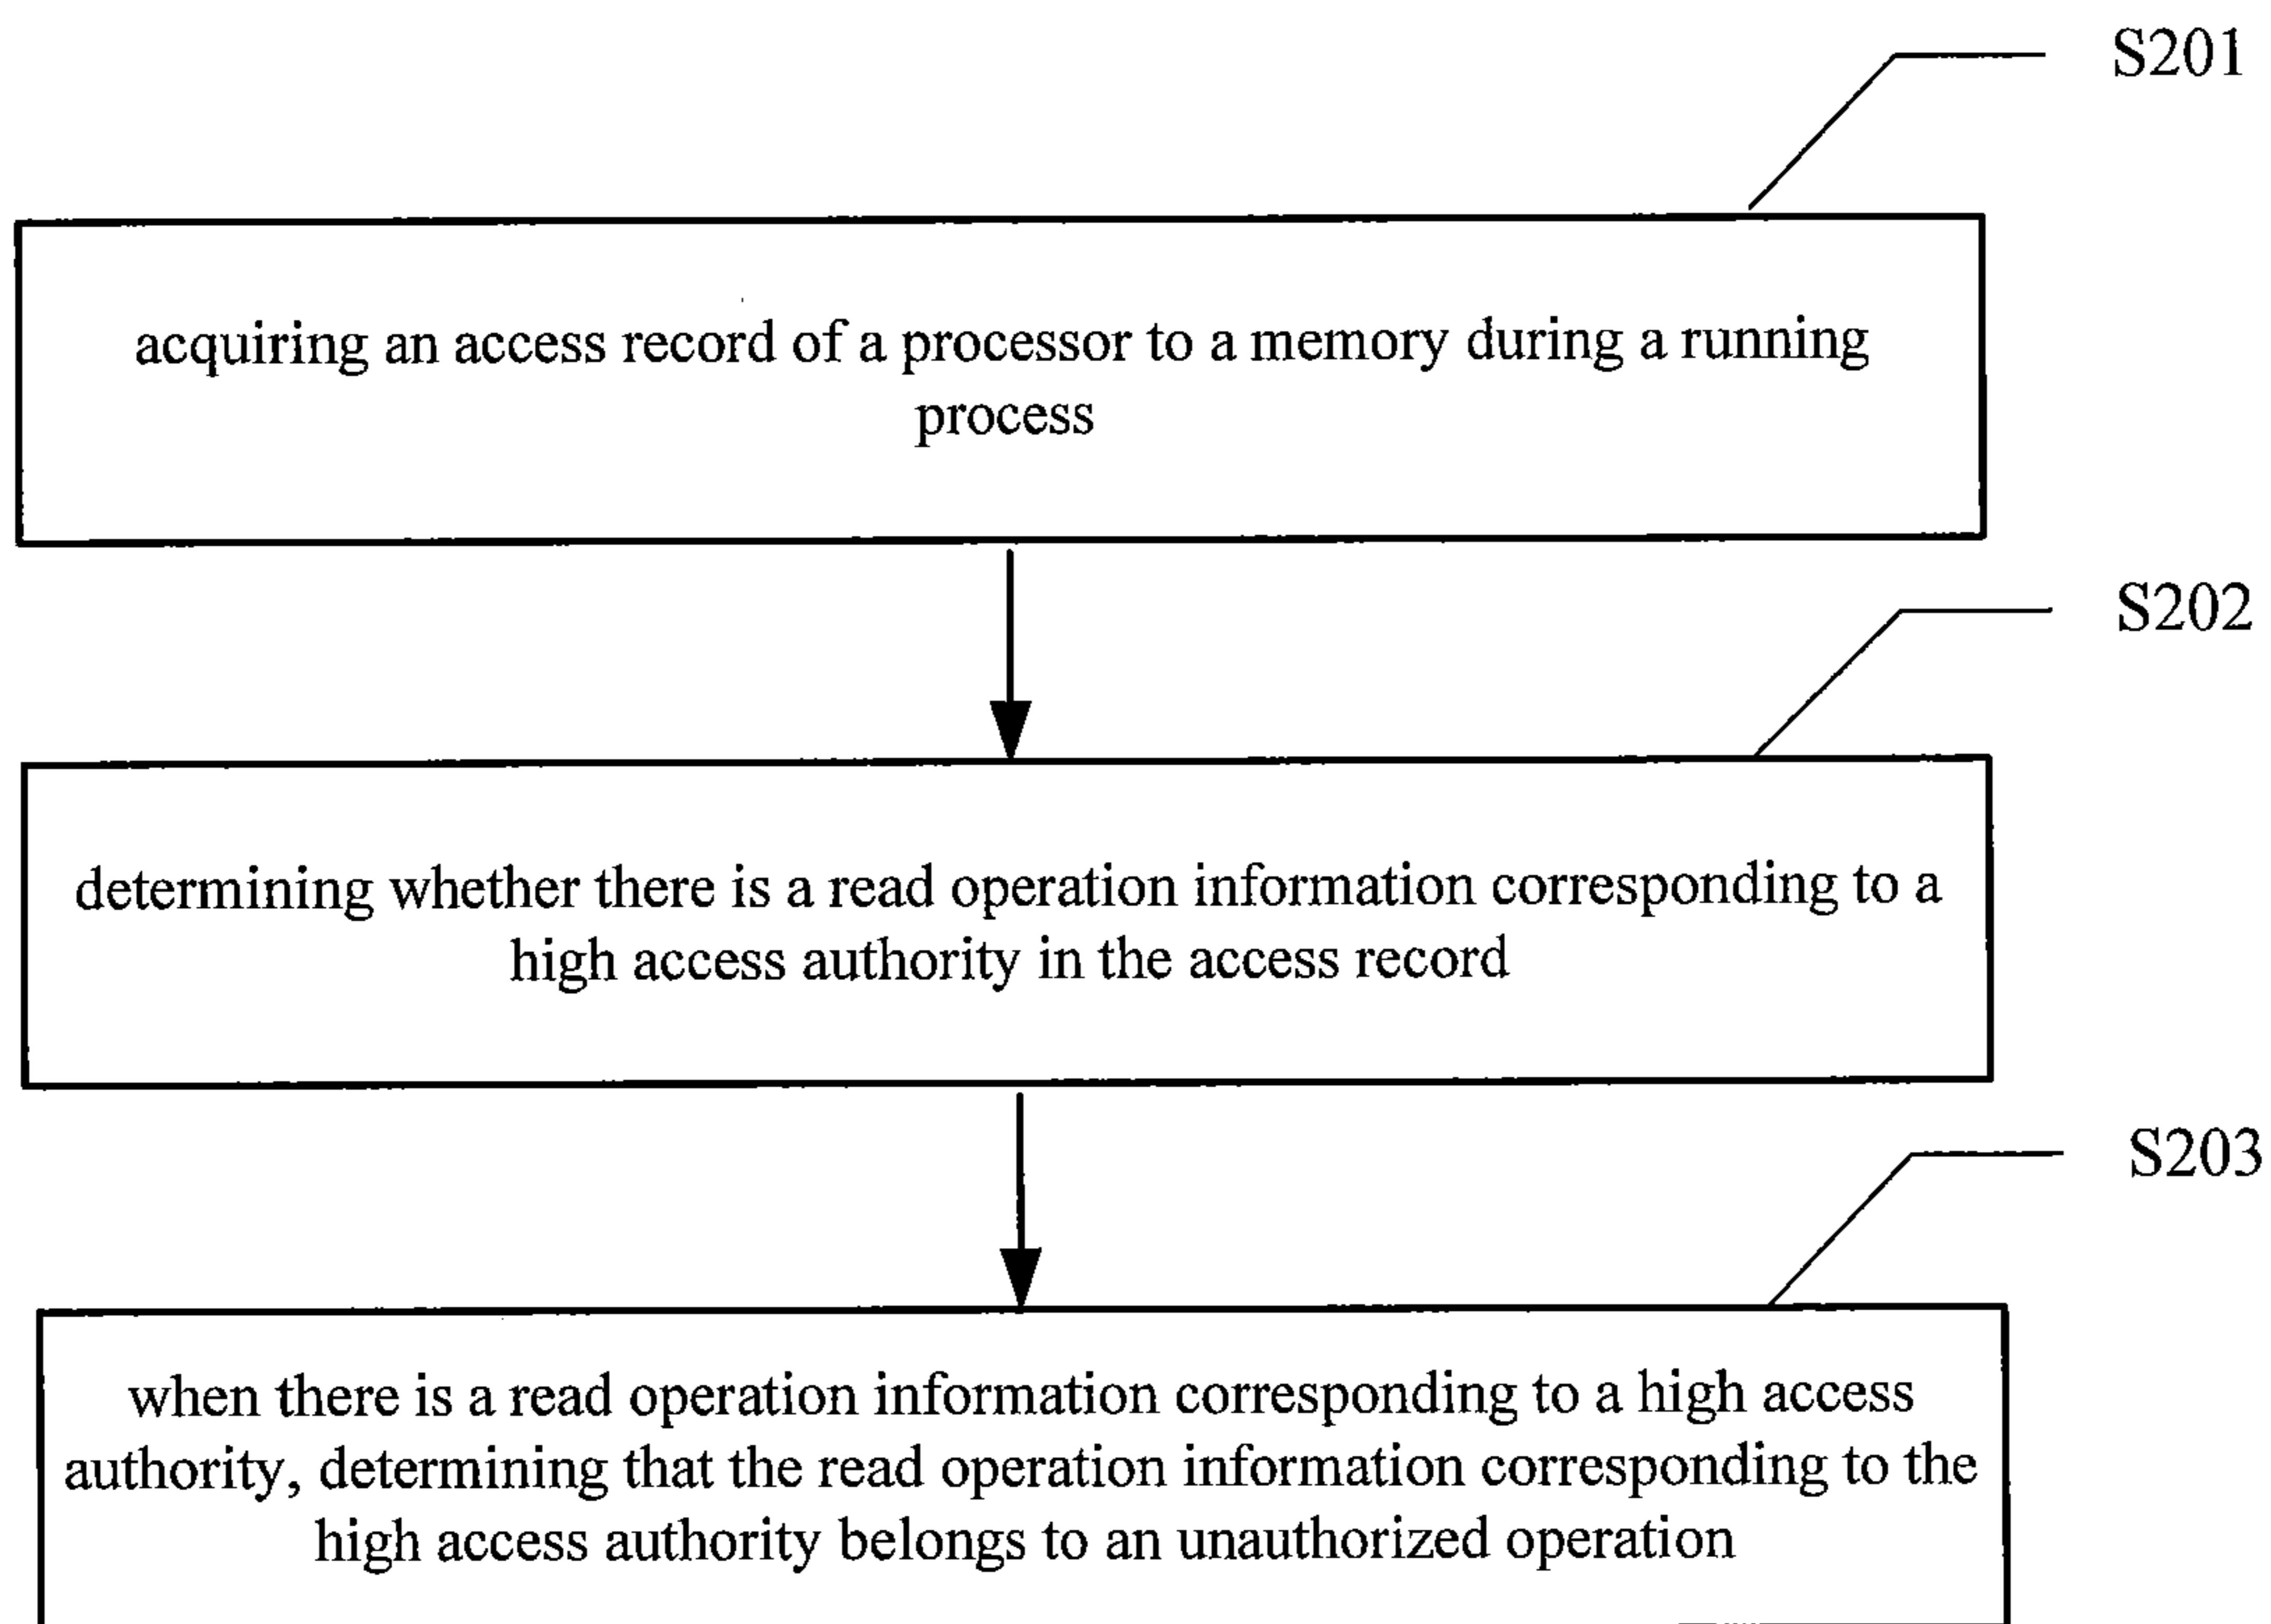 S201
acquiring an access record of a processor to a memory during a running
process
S202
determining whether there is a read operation information corresponding to a
high access authority in the access record
S203
when there is a read operation information corresponding to a high access
authority, determining that the read operation information corresponding to the
high access authority belongs to an unauthorized operation